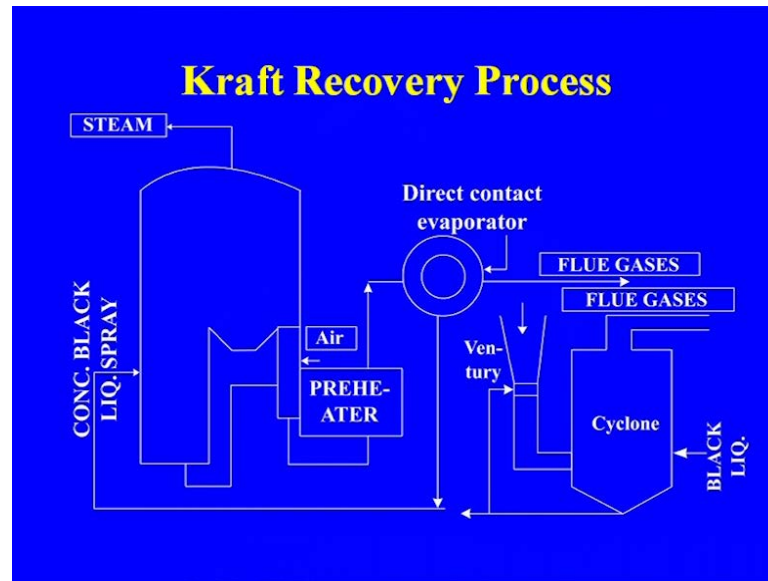 Kraft Recovery Process
STEAM
Direct contact
evaporator
FLUE GASES
FLUE GASES
CONC. BLACK
LIQ. SPRAY
Air
PREHE-
ATER
Ven-
tury
Cyclone
BLACK
LIQ.